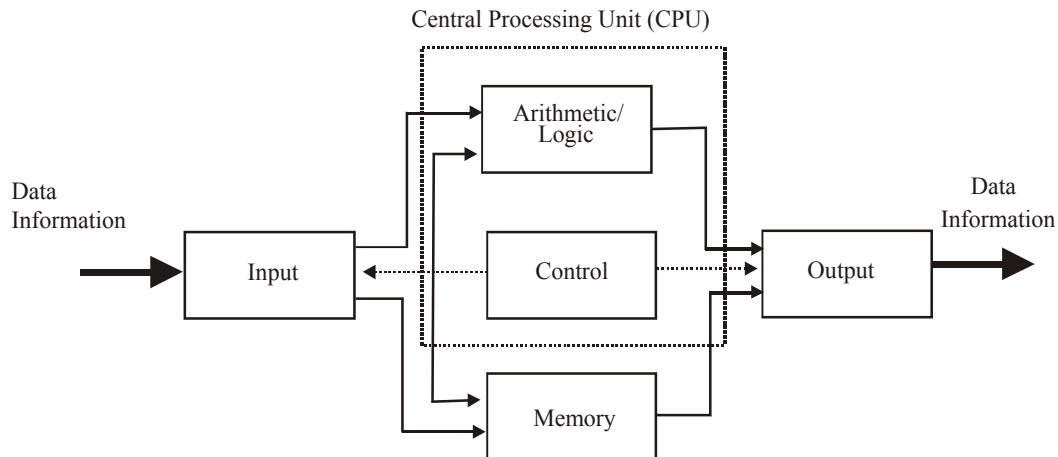 Central Processing Unit (CPU)
Arithmetic/
Logic
Data
Information
Data
Information
Input
Control
Output
Memory